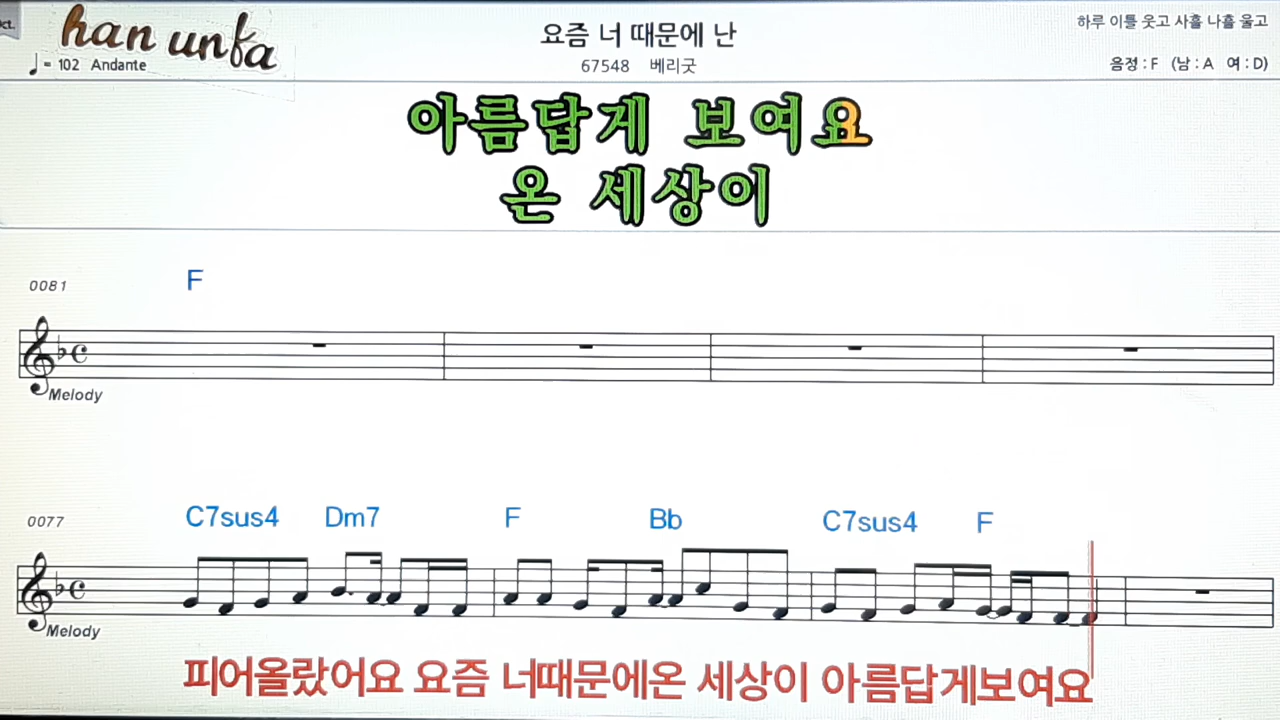 ct.
han unfa
♩ = 102 Andante
요즘 너 때문에 난
67548 베리굿
하루 이틀 웃고 사흘 나흘 울고
음정 : F (남 : A 여 : D)
아름답게 보여요
온 세상이
0081
F
Melody
0077
C7sus4 Dm7 F Bb C7sus4 F
Melody
피어올랐어요 요즘 너때문에온 세상이 아름답게보여요